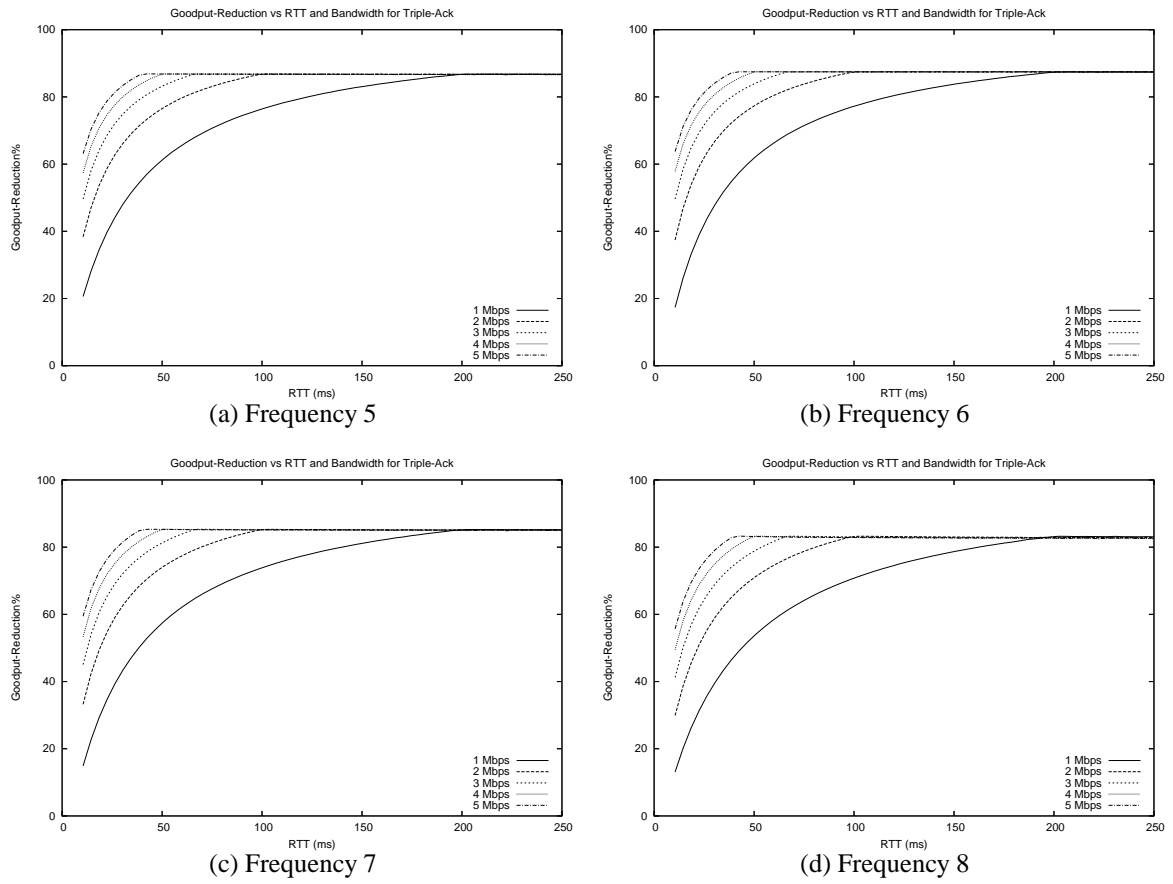 Goodput-Reduction vs RTT and Bandwidth for Triple-Ack
100
80
60
40
20
0
Goodput-Reduction%
1 Mbps
2 Mbps
3 Mbps
4 Mbps
5 Mbps
0 50 100 150 200 250
RTT (ms)
(a) Frequency 5
Goodput-Reduction vs RTT and Bandwidth for Triple-Ack
100
80
60
40
20
0
Goodput-Reduction%
1 Mbps
2 Mbps
3 Mbps
4 Mbps
5 Mbps
0 50 100 150 200 250
RTT (ms)
(b) Frequency 6
Goodput-Reduction vs RTT and Bandwidth for Triple-Ack
100
80
60
40
20
0
Goodput-Reduction%
1 Mbps
2 Mbps
3 Mbps
4 Mbps
5 Mbps
0 50 100 150 200 250
RTT (ms)
(c) Frequency 7
Goodput-Reduction vs RTT and Bandwidth for Triple-Ack
100
80
60
40
20
0
Goodput-Reduction%
1 Mbps
2 Mbps
3 Mbps
4 Mbps
5 Mbps
0 50 100 150 200 250
RTT (ms)
(d) Frequency 8